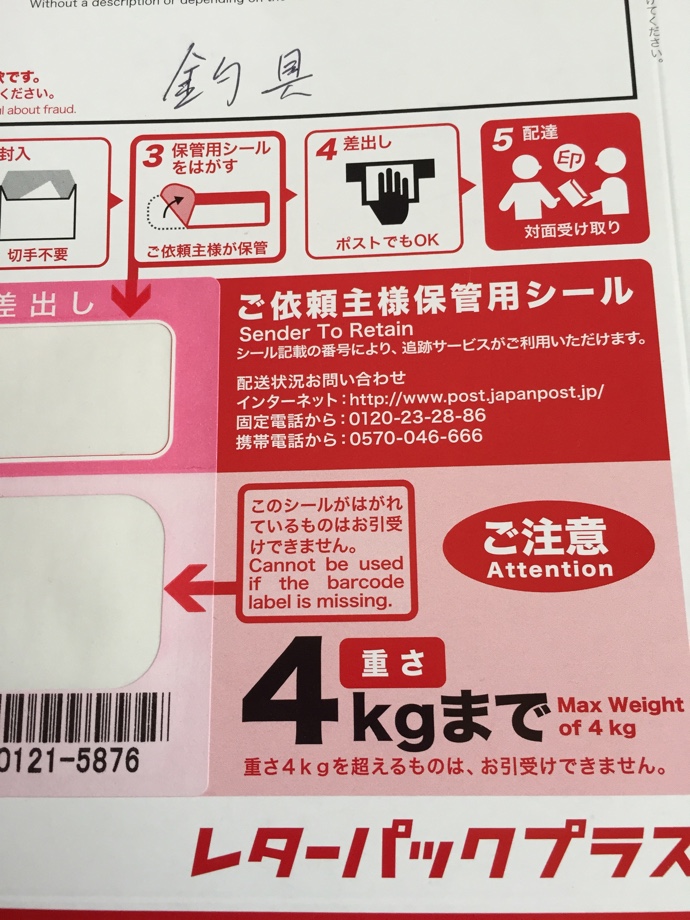 Without a description or depending on the
けてください。
釣具
欠です。
ください。
ul about fraud.
封入
切手不要
3 保管用シール
をはがす
ご依頼主様が保管
4 差出し
ポストでもOK
5 配達
Ep
対面受け取り
差出し
ご依頼主様保管用シール
Sender To Retain
シール記載の番号により、追跡サービスがご利用いただけます。
配送状況お問い合わせ
インターネット：http://www.post.japanpost.jp/
固定電話から：0120-23-28-86
携帯電話から：0570-046-666
このシールがはがれ
ているものはお引受
けできません。
Cannot be used
if the barcode
label is missing.
ご注意
Attention
重さ
4kgまで
Max Weight
of 4 kg
重さ4kgを超えるものは、お引受けできません。
0121-5876
レターパックプラス